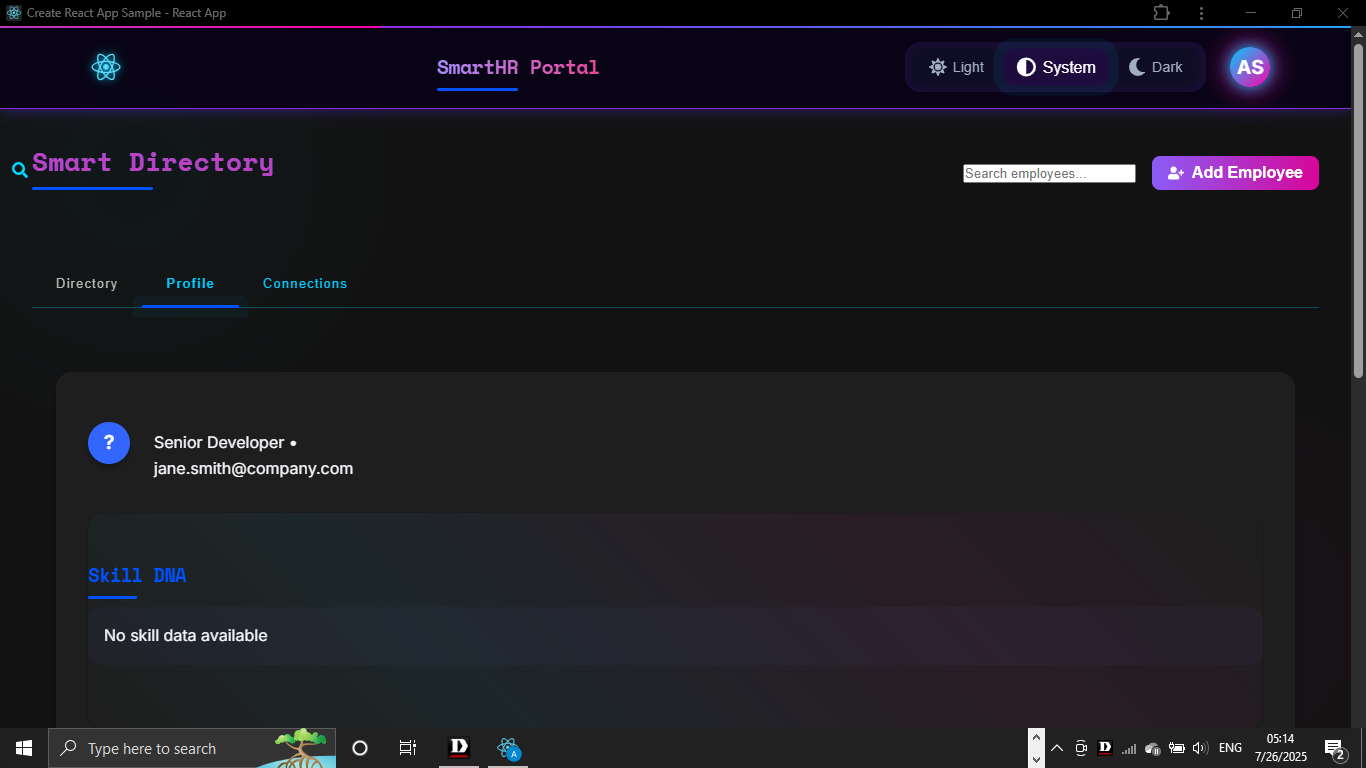 Create React App Sample - React App
SmartHR Portal
Light
System
Dark
AS
Smart Directory
Search employees...
Add Employee
Directory
Profile
Connections
?
Senior Developer •
jane.smith@company.com
Skill DNA
No skill data available
Type here to search
D
A
D
ENG
05:14
7/26/2025
2